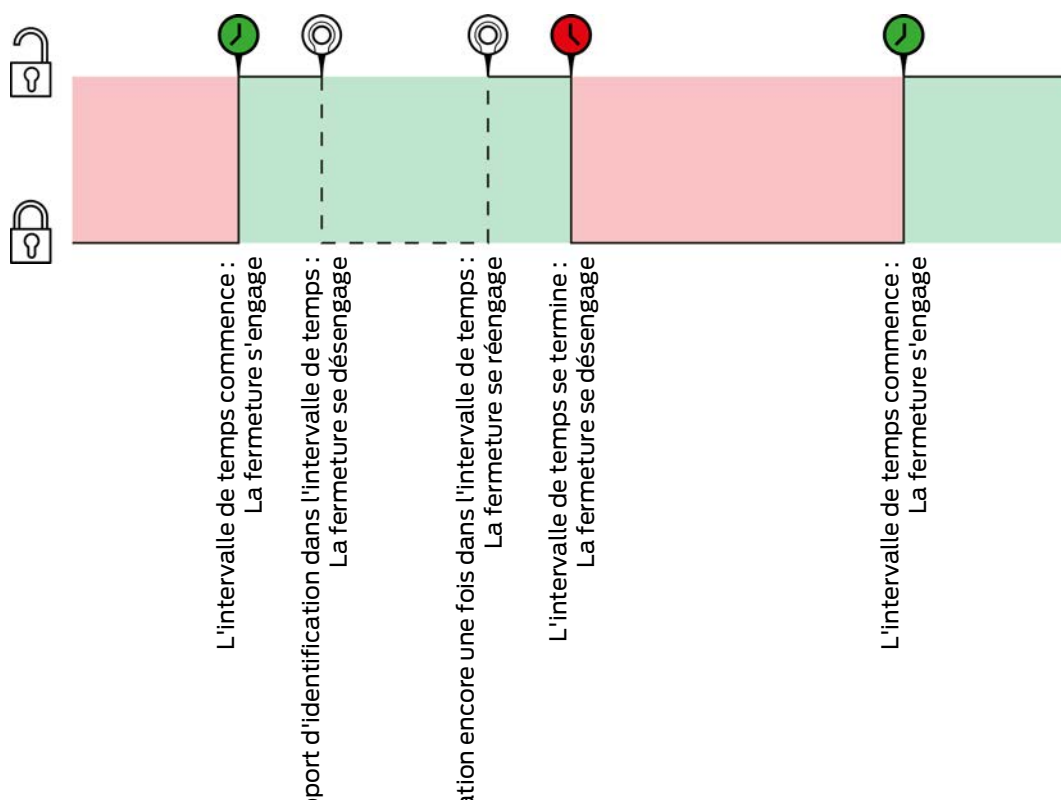 L'intervalle de temps commence :
La fermeture s'engage
d'identification dans l'intervalle de temps :
La fermeture se désengage
encore une fois dans l'intervalle de temps :
La fermeture se réengage
L'intervalle de temps se termine :
La fermeture se désengage
L'intervalle de temps commence :
La fermeture s'engage